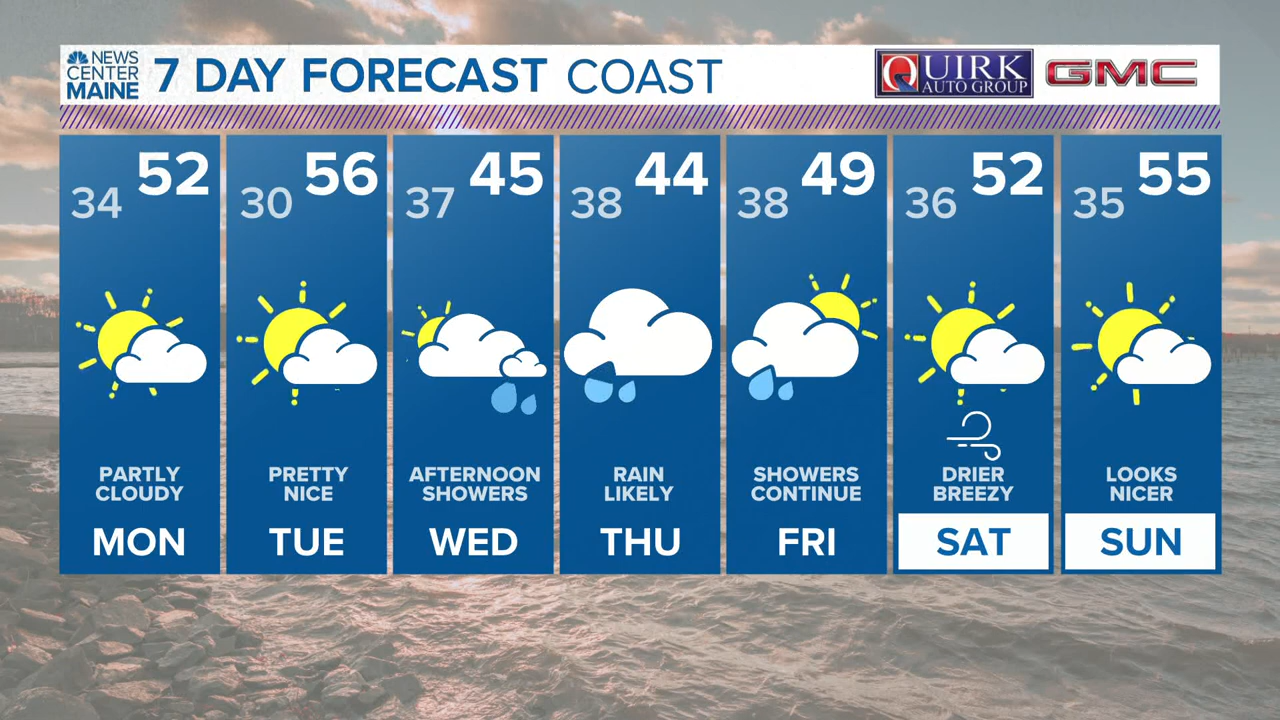 NEWS
CENTER
MAINE
7 DAY FORECAST COAST
QUIRK
AUTO GROUP
GMC
34 52
30 56
37 45
38 44
38 49
36 52
35 55
PARTLY
CLOUDY
MON
PRETTY
NICE
TUE
AFTERNOON
SHOWERS
WED
RAIN
LIKELY
THU
SHOWERS
CONTINUE
FRI
DRIER
BREEZY
SAT
LOOKS
NICER
SUN